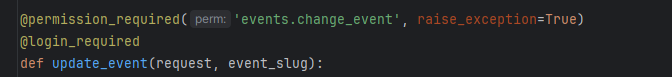 @permission_required( perm: 'events.change_event', raise_exception=True)
@login_required
def update_event(request, event_slug):